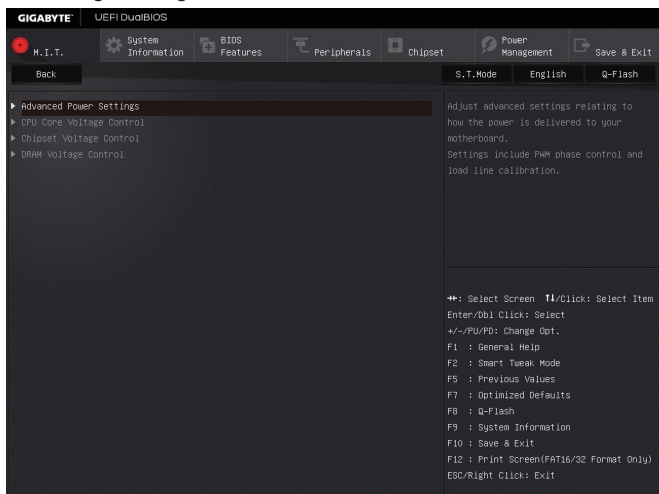 GIGABYTE™ UEFI DualBIOS
M.I.T.
System Information
BIOS Features
Peripherals
Chipset
Power Management
Save & Exit
Back
S.T.Mode English Q-Flash
Advanced Power Settings
CPU Core Voltage Control
Chipset Voltage Control
DRAM Voltage Control
Adjust advanced settings relating to
how the power is delivered to your
motherboard.
Settings include PWM phase control and
load line calibration.
→←: Select Screen ↑↓/Click: Select Item
Enter/Dbl Click: Select
+/-/PU/PD: Change Opt.
F1 : General Help
F2 : Smart Tweak Mode
F5 : Previous Values
F7 : Optimized Defaults
F8 : Q-Flash
F9 : System Information
F10 : Save & Exit
F12 : Print Screen(FAT16/32 Format Only)
ESC/Right Click: Exit